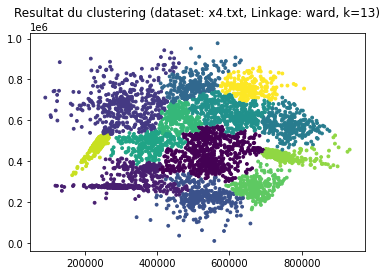 Resultat du clustering (dataset: x4.txt, Linkage: ward, k=13)
1e6
1.0
0.8
0.6
0.4
0.2
0.0
200000 400000 600000 800000